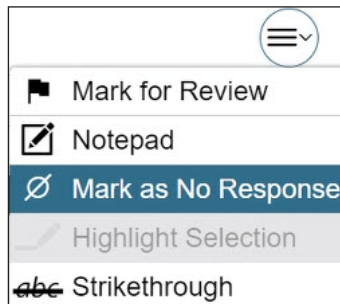 Mark for Review
Notepad
Mark as No Response
Highlight Selection
abc Strikethrough